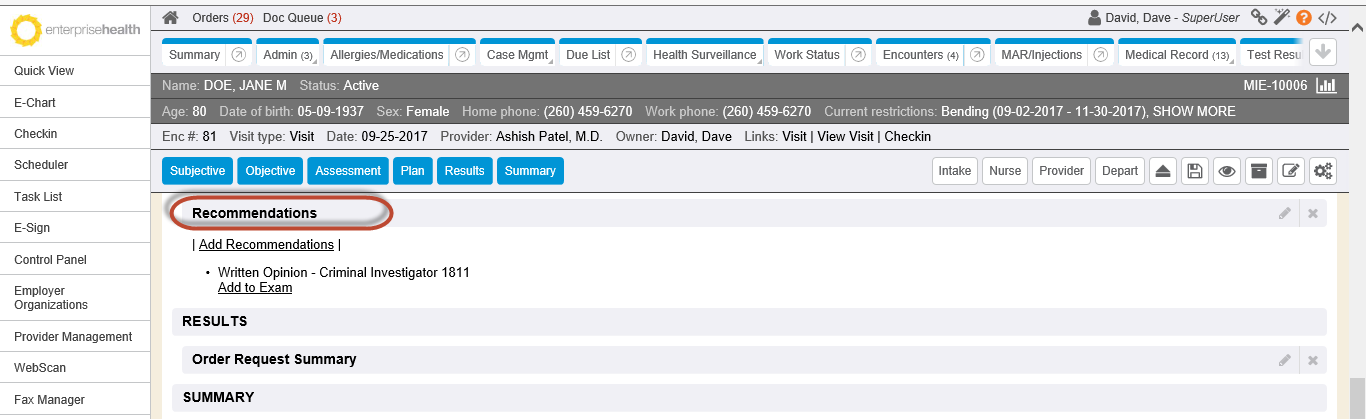 enterprisehealth
Orders (29) Doc Queue (3)
David, Dave - SuperUser ? </>
Summary Admin (3) Allergies/Medications Case Mgmt Due List Health Surveillance Work Status Encounters (4) MAR/Injections Medical Record (13) Test Resu
Name: DOE, JANE M Status: Active MIE-10006
Age: 80 Date of birth: 05-09-1937 Sex: Female Home phone: (260) 459-6270 Work phone: (260) 459-6270 Current restrictions: Bending (09-02-2017 - 11-30-2017), SHOW MORE
Enc #: 81 Visit type: Visit Date: 09-25-2017 Provider: Ashish Patel, M.D. Owner: David, Dave Links: Visit | View Visit | Checkin
Subjective Objective Assessment Plan Results Summary Intake Nurse Provider Depart
Quick View
E-Chart
Checkin
Scheduler
Task List
E-Sign
Control Panel
Employer
Organizations
Provider Management
WebScan
Fax Manager
Recommendations
| Add Recommendations |
• Written Opinion - Criminal Investigator 1811
Add to Exam
RESULTS
Order Request Summary
SUMMARY